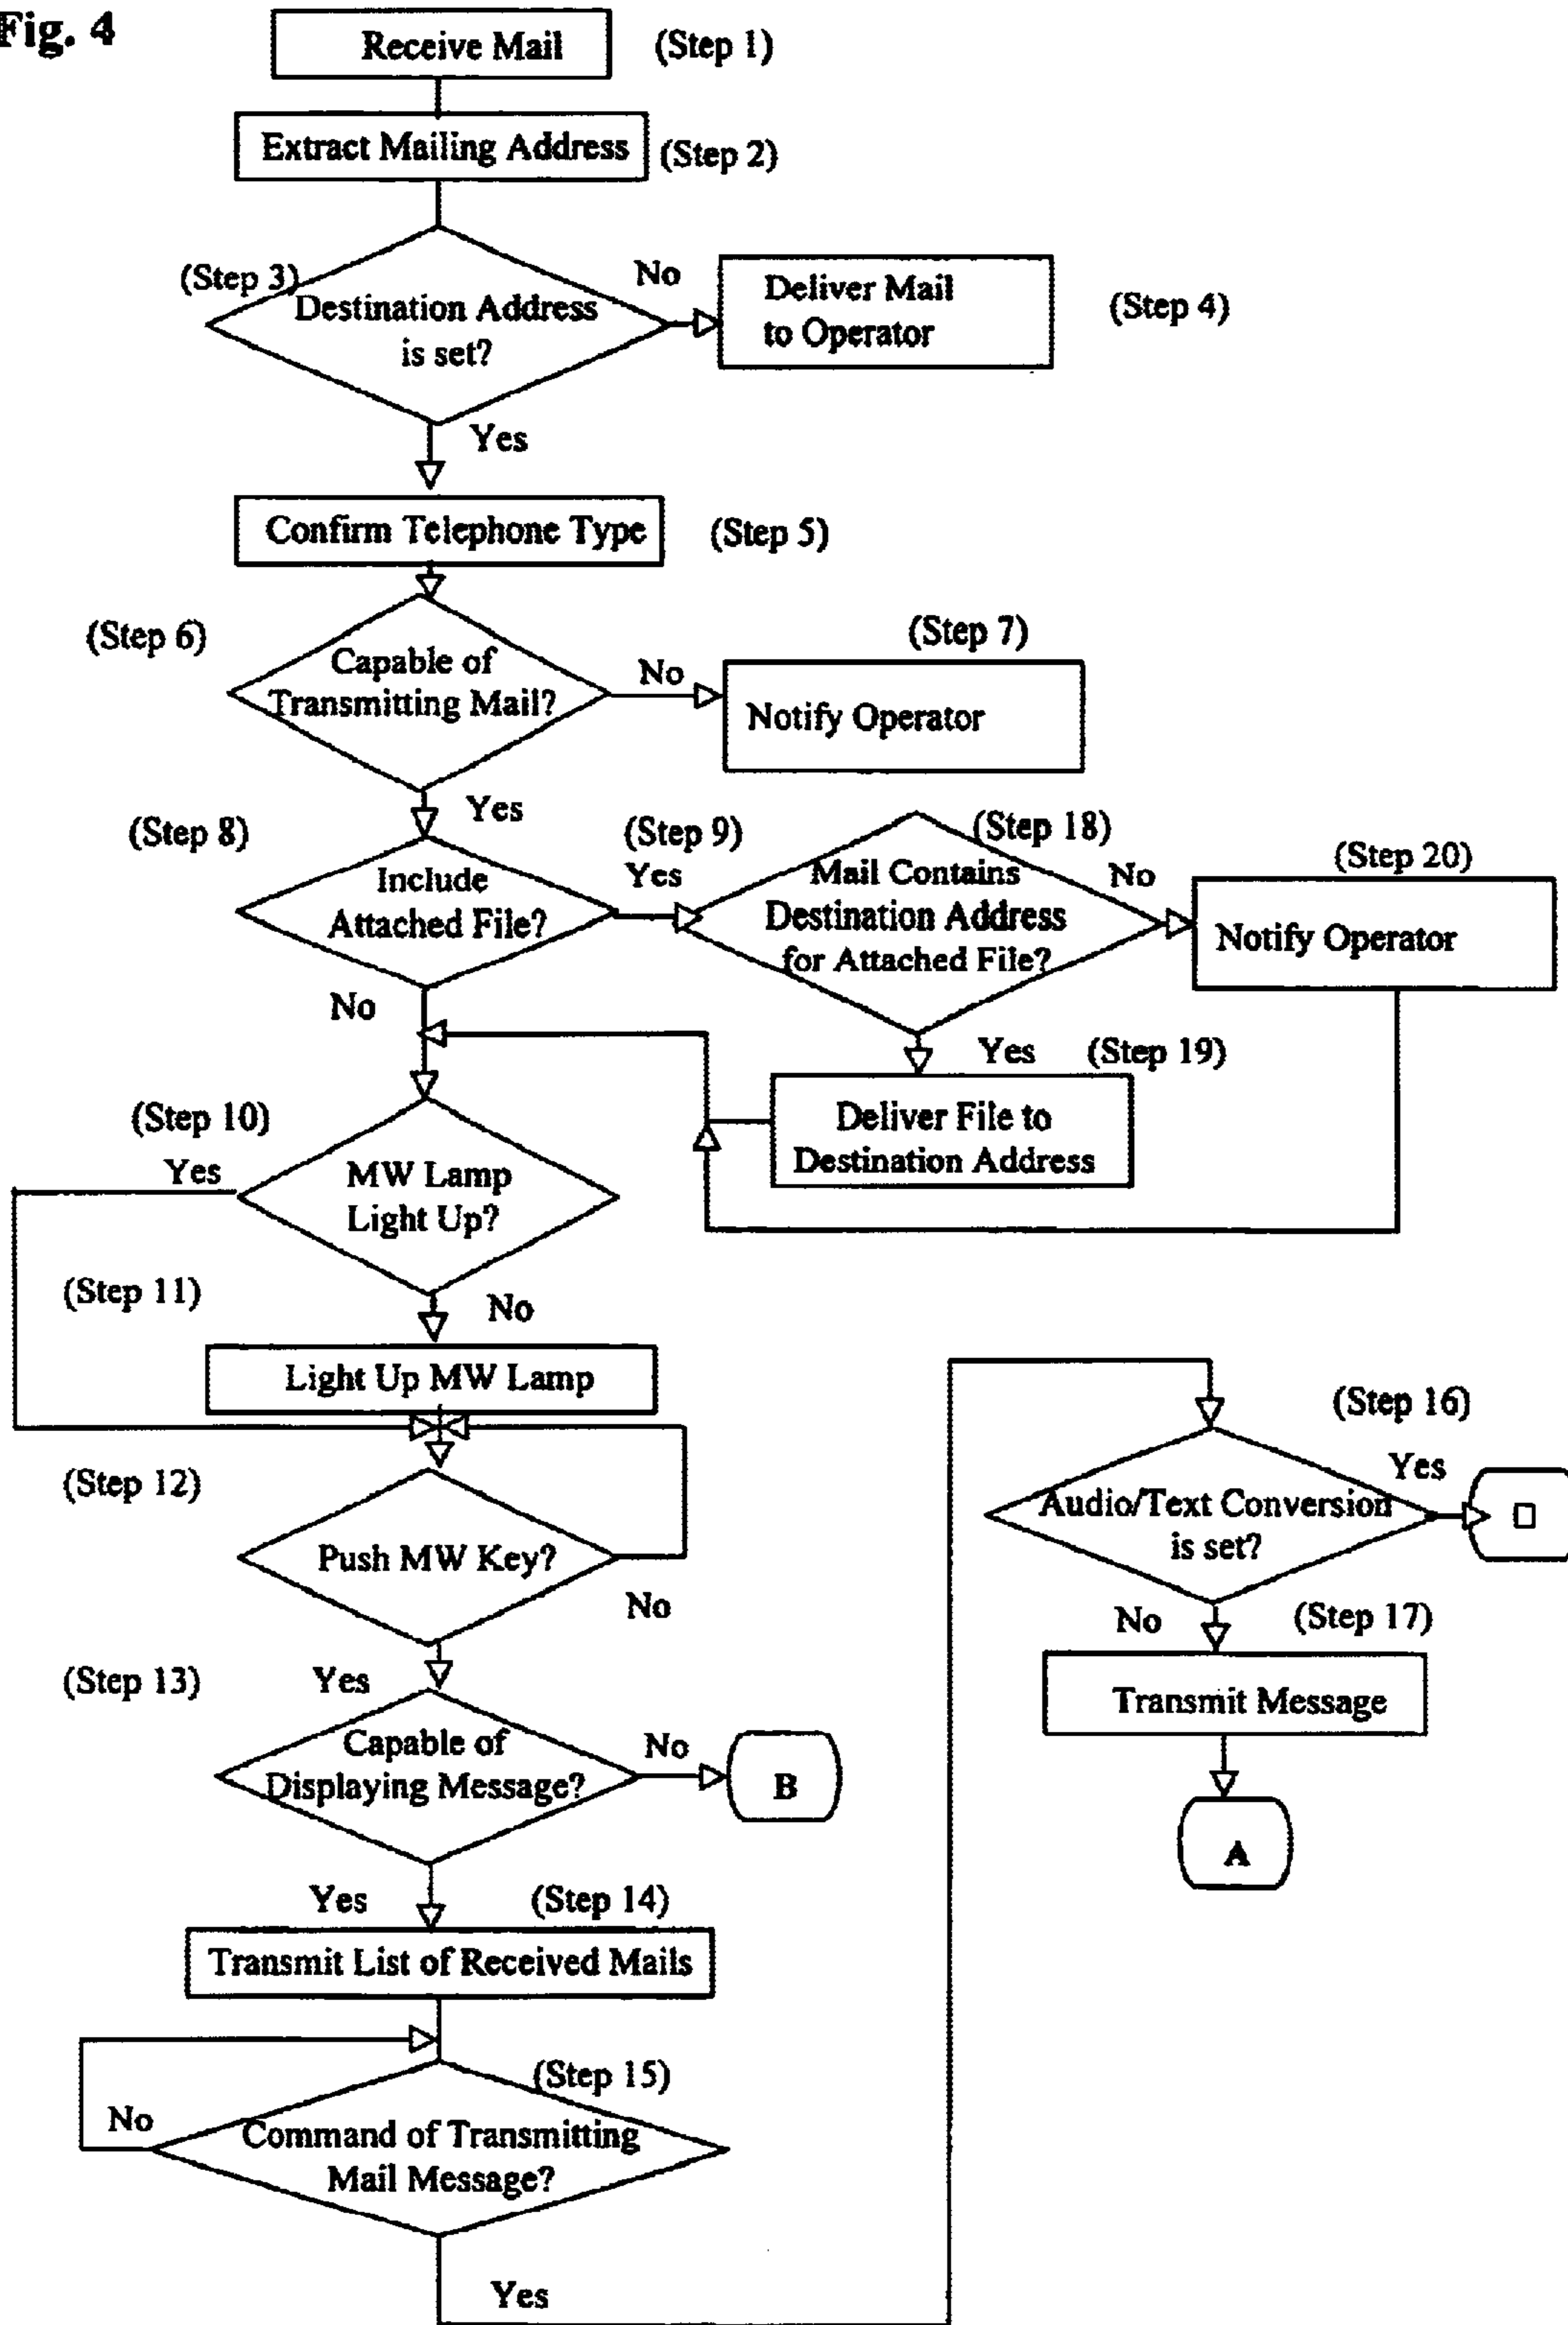 Fig. 4
Receive Mail
(Step 1)
Extract Mailing Address
(Step 2)
(Step 3)
Destination Address
is set?
No
Deliver Mail
to Operator
(Step 4)
Yes
Confirm Telephone Type
(Step 5)
(Step 6)
Capable of
Transmitting Mail?
No
(Step 7)
Notify Operator
Yes
(Step 8)
Include
Attached File?
(Step 9)
Yes
(Step 18)
Mail Contains
Destination Address
for Attached File?
No
(Step 20)
Notify Operator
No
Yes
(Step 19)
Deliver File to
Destination Address
(Step 10)
Yes
MW Lamp
Light Up?
(Step 11)
No
Light Up MW Lamp
(Step 12)
Push MW Key?
No
(Step 13)
Yes
Capable of
Displaying Message?
No
B
Yes
(Step 14)
Transmit List of Received Mails
(Step 15)
No
Command of Transmitting
Mail Message?
Yes
(Step 16)
Yes
Audio/Text Conversion
is set?
No
(Step 17)
Transmit Message
A